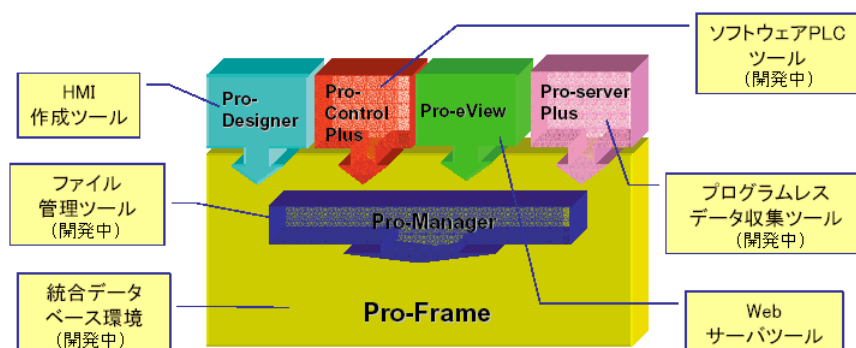 ソフトウェアPLC
ツール
(開発中)
HMI
作成ツール
Pro-
Designer
Pro-
Control
Plus
Pro-eView
Pro-server
Plus
ファイル
管理ツール
(開発中)
Pro-Manager
プログラムレス
データ収集ツール
(開発中)
統合データ
ベース環境
(開発中)
Pro-Frame
Web
サーバツール